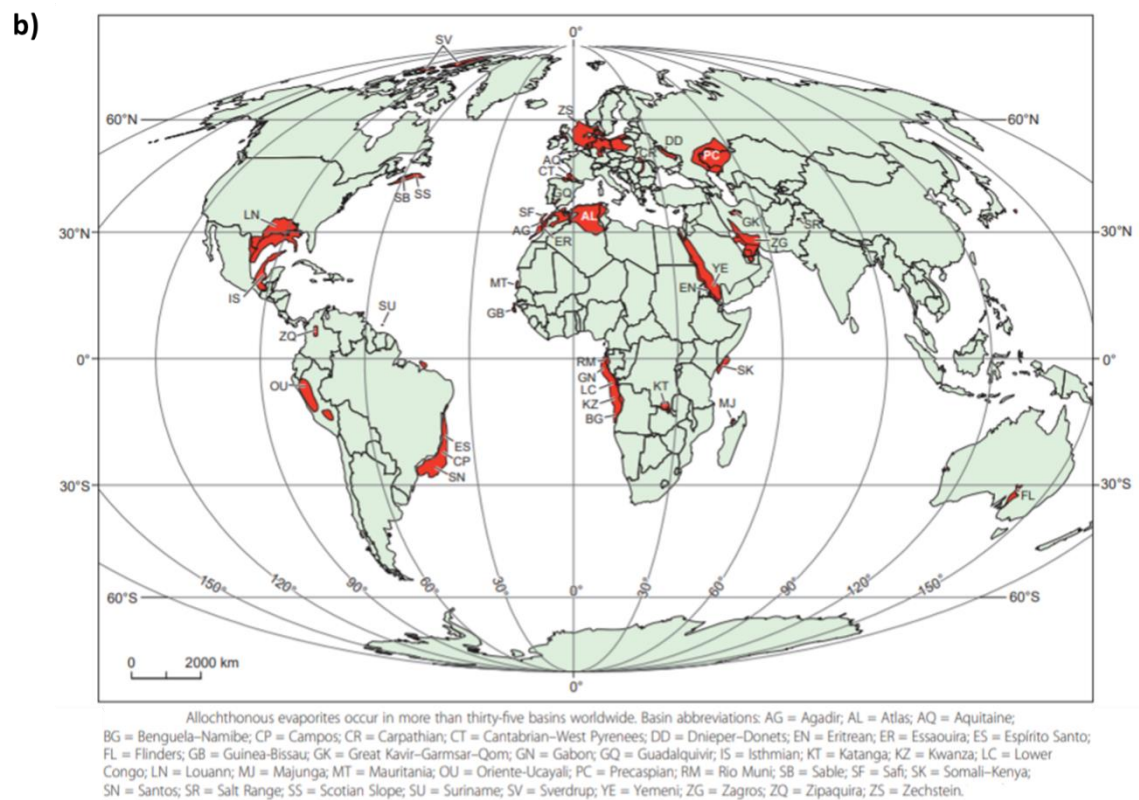 b)
0°
SV
60°N
60°N
ZS
DD
CR
PC
AQ
CT
SB SS
GQ
LN
SF
AL
AG
ER
30°N
30°N
GK
SR
ZG
IS
MT
YE
EN
GB
SU
ZQ
0°
0°
RM
SK
OU
GN
LC
KT
KZ
MJ
BG
ES
CP
SN
30°S
30°S
FL
150°
120°
90°
60°
30°
0°
30°
60°
90°
120°
150°
60°S
60°S
0 2000 km
0°
Allochthonous evaporites occur in more than thirty-five basins worldwide. Basin abbreviations: AG = Agadir; AL = Atlas; AQ = Aquitaine;
BG = Benguela–Namibe; CP = Campos; CR = Carpathian; CT = Cantabrian–West Pyrenees; DD = Dnieper–Donets; EN = Eritrean; ER = Essaouira; ES = Espírito Santo;
FL = Flinders; GB = Guinea-Bissau; GK = Great Kavir–Garmsar–Qom; GN = Gabon; GQ = Guadalquivir; IS = Isthmian; KT = Katanga; KZ = Kwanza; LC = Lower
Congo; LN = Louann; MJ = Majunga; MT = Mauritania; OU = Oriente-Ucayali; PC = Precaspian; RM = Rio Muni; SB = Sable; SF = Safi; SK = Somali–Kenya;
SN = Santos; SR = Salt Range; SS = Scotian Slope; SU = Suriname; SV = Sverdrup; YE = Yemeni; ZG = Zagros; ZQ = Zipaquira; ZS = Zechstein.